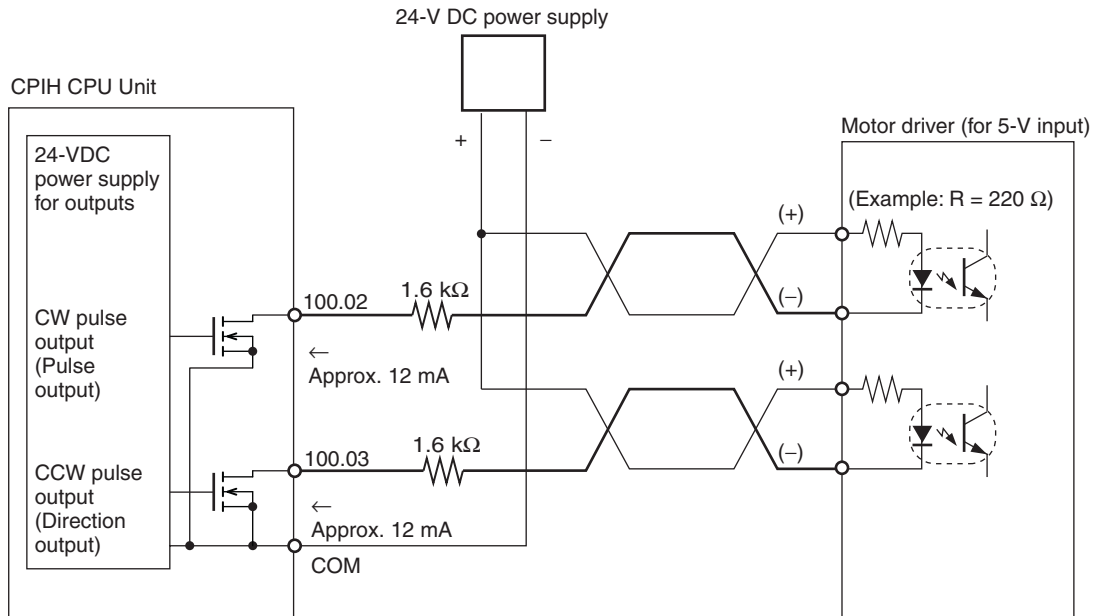 24-V DC power supply
CPIH CPU Unit
+
−
Motor driver (for 5-V input)
24-VDC
power supply
for outputs
(Example: R = 220 Ω)
(+)
100.02
1.6 kΩ
(−)
CW pulse
output
(Pulse
output)
←
Approx. 12 mA
(+)
100.03
1.6 kΩ
(−)
CCW pulse
output
(Direction
output)
←
Approx. 12 mA
COM